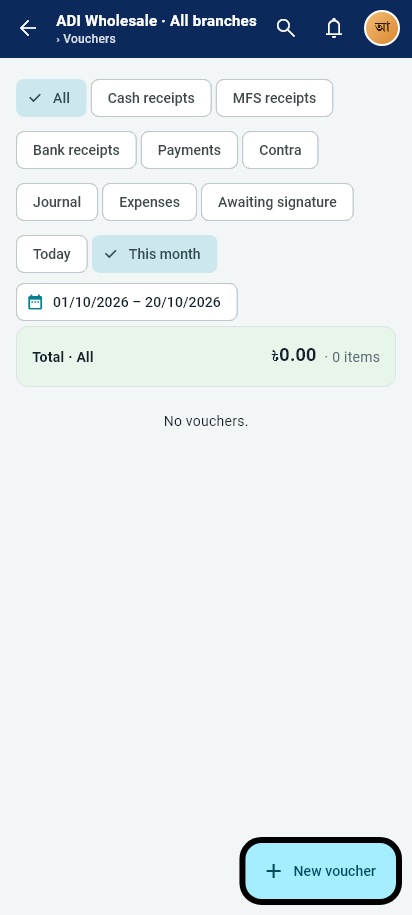 ADI Wholesale · All branches
› Vouchers
আ
All
Cash receipts
MFS receipts
Bank receipts
Payments
Contra
Journal
Expenses
Awaiting signature
Today
This month
01/10/2026 – 20/10/2026
Total · All
৳0.00 · 0 items
No vouchers.
New voucher